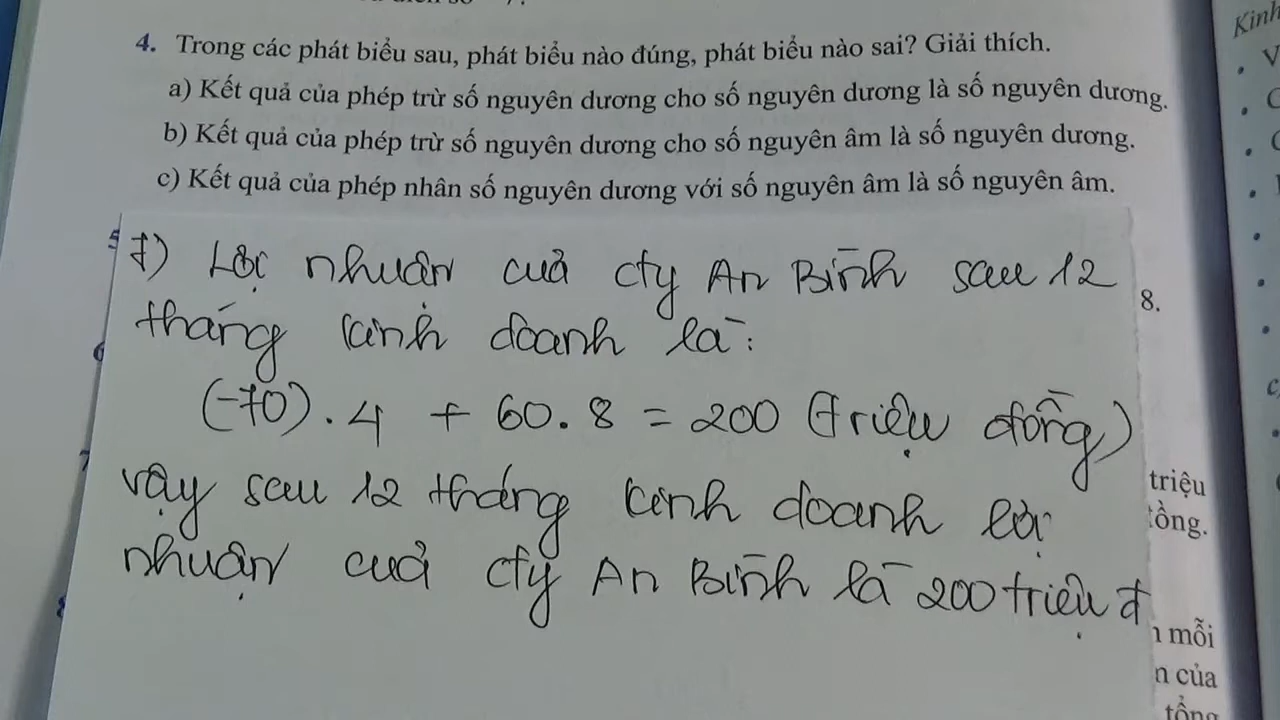 4. Trong các phát biểu sau, phát biểu nào đúng, phát biểu nào sai? Giải thích.
a) Kết quả của phép trừ số nguyên dương cho số nguyên dương là số nguyên dương.
b) Kết quả của phép trừ số nguyên dương cho số nguyên âm là số nguyên dương.
c) Kết quả của phép nhân số nguyên dương với số nguyên âm là số nguyên âm.
7) Lợi nhuận cuả cty An Bình sau 12
tháng kinh doanh là:
(-70).4 + 60.8 = 200 (triệu đồng)
vậy sau 12 tháng kinh doanh lợi
nhuận cuả cty An Bình là 200 triệu đ
8.
triệu
mỗi
của
tổng